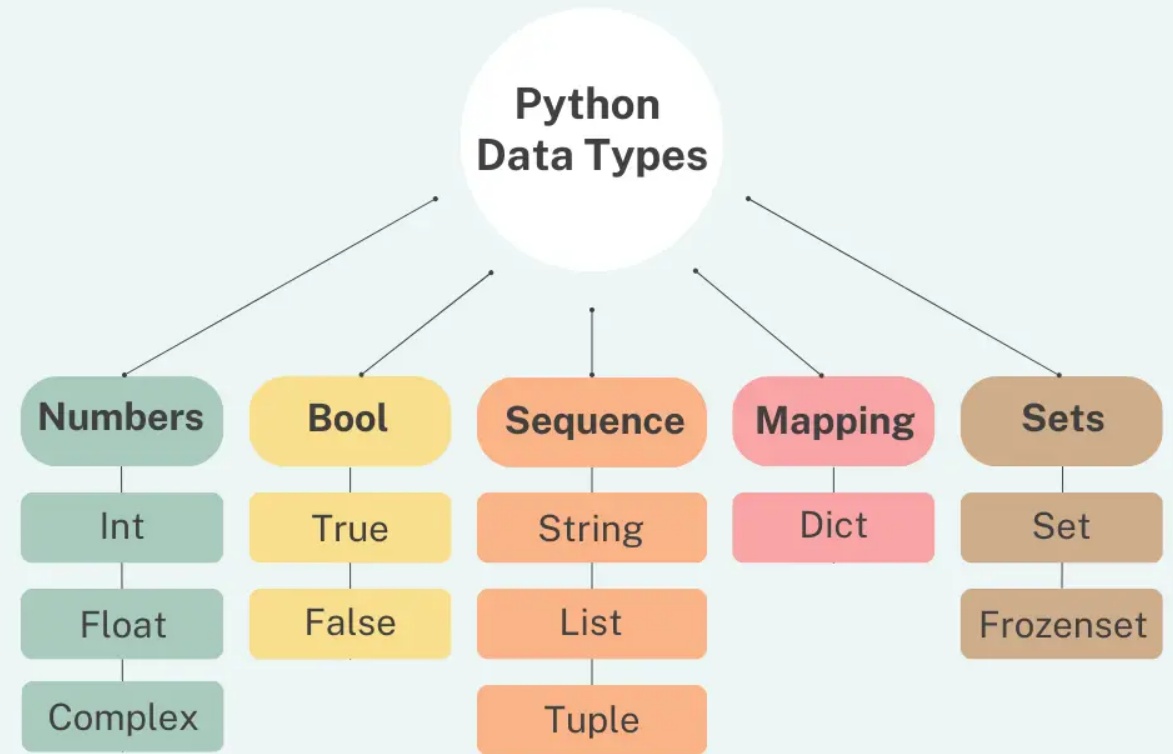 Python
Data Types
Numbers
Bool
Sequence
Mapping
Sets
Int
True
String
Dict
Set
Float
False
List
Frozenset
Complex
Tuple